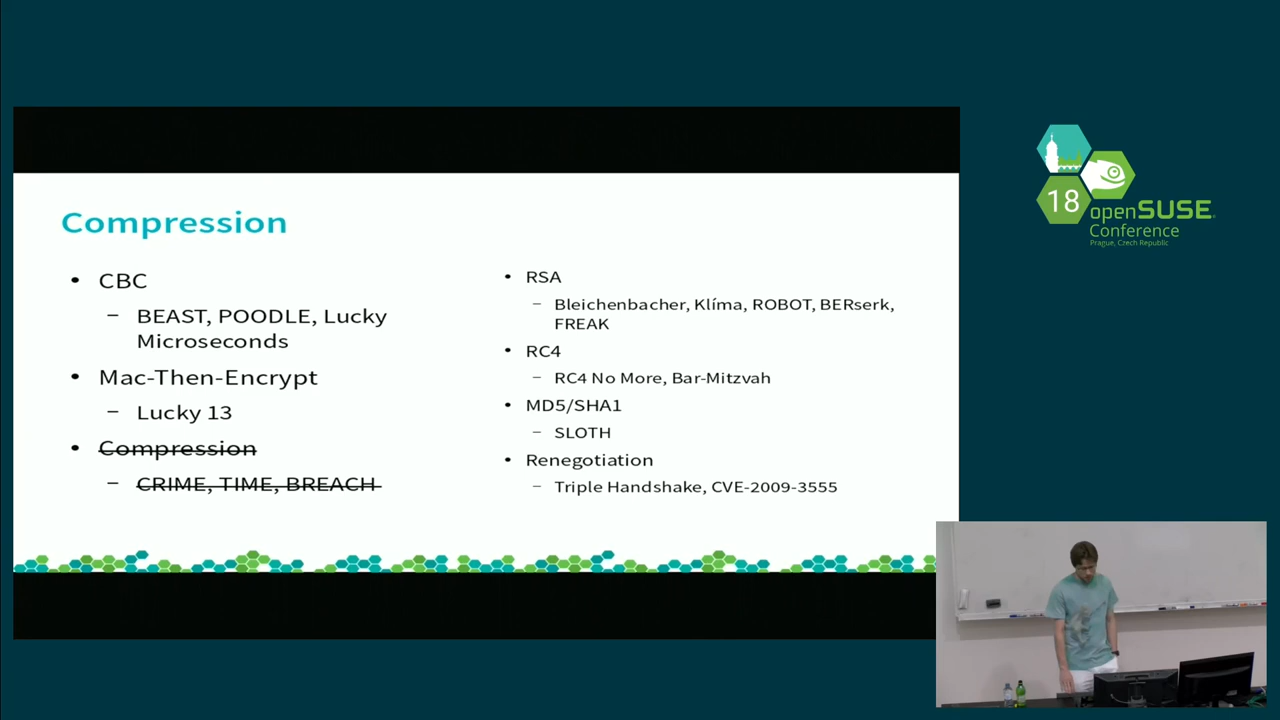 Compression
• CBC
– BEAST, POODLE, Lucky
Microseconds
• Mac-Then-Encrypt
– Lucky 13
• Compression
– CRIME, TIME, BREACH
• RSA
– Bleichenbacher, Klíma, ROBOT, BERserk,
FREAK
• RC4
– RC4 No More, Bar-Mitzvah
• MD5/SHA1
– SLOTH
• Renegotiation
– Triple Handshake, CVE-2009-3555
18
openSUSE
Conference
Prague, Czech Republic